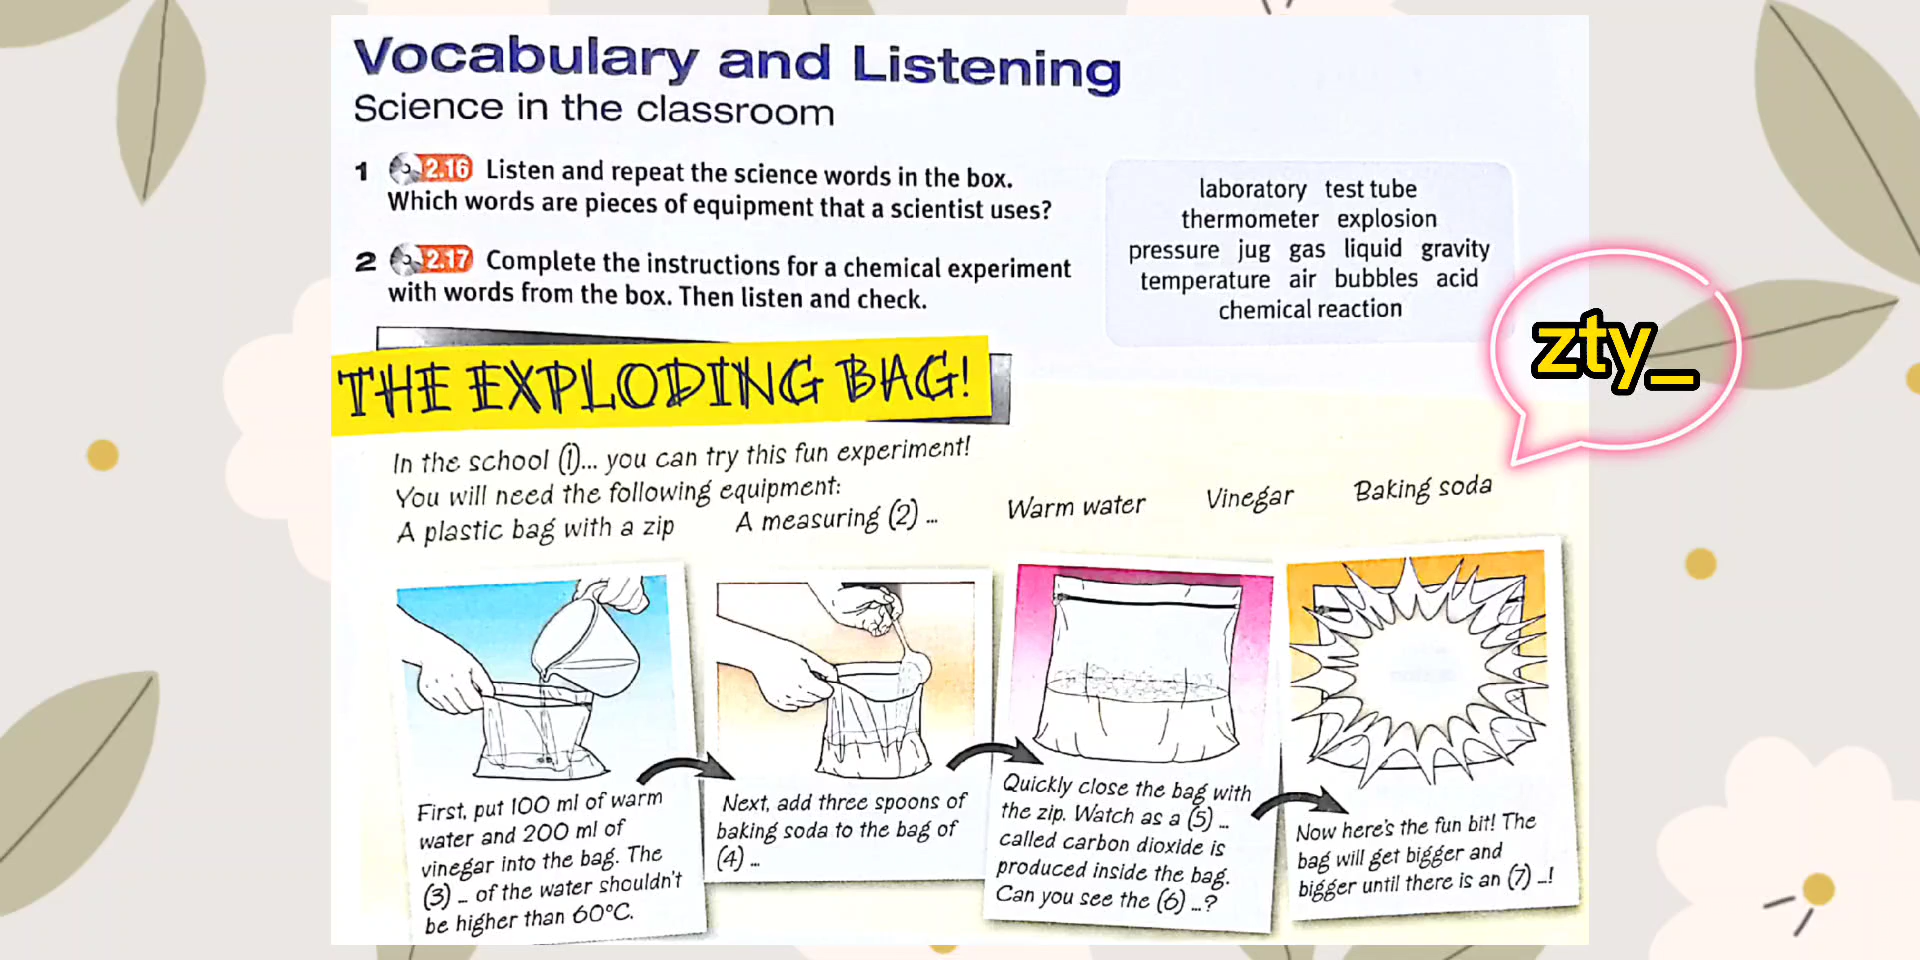 Vocabulary and Listening
Science in the classroom
1 2.16 Listen and repeat the science words in the box.
Which words are pieces of equipment that a scientist uses?
2 2.17 Complete the instructions for a chemical experiment
with words from the box. Then listen and check.
laboratory test tube
thermometer explosion
pressure jug gas liquid gravity
temperature air bubbles acid
chemical reaction
zty_
THE EXPLODING BAG!
In the school (1)... you can try this fun experiment!
You will need the following equipment:
A plastic bag with a zip A measuring (2) ... Warm water Vinegar Baking soda
First, put 100 ml of warm
water and 200 ml of
vinegar into the bag. The
(3) ... of the water shouldn't
be higher than 60°C.
Next, add three spoons of
baking soda to the bag of
(4) ...
Quickly close the bag with
the zip. Watch as a (5) ...
called carbon dioxide is
produced inside the bag.
Can you see the (6) ...?
Now here's the fun bit! The
bag will get bigger and
bigger until there is an (7) ...!